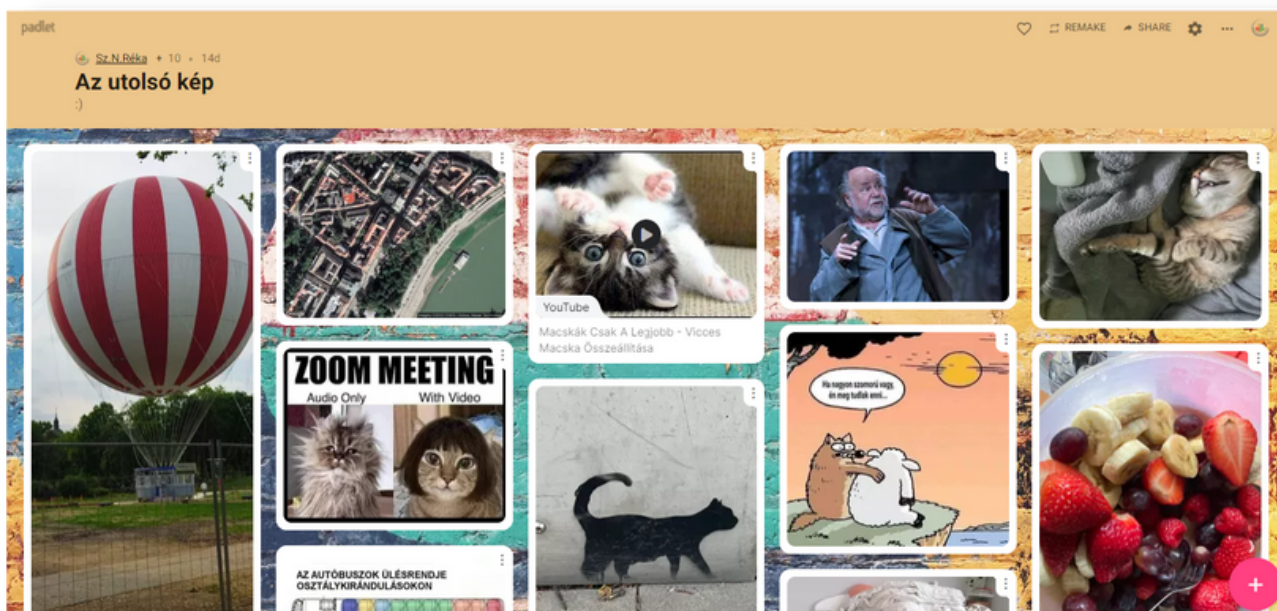 padlet
REMAKE
SHARE
Sz.N.Réka + 10 • 14d
Az utolsó kép
:)
ZOOM MEETING
Audio Only
With Video
AZ AUTÓBUSZOK ÜLÉSRENDJE
OSZTÁLYKIRÁNDULÁSOKON
YouTube
Macskák Csak A Legjobb - Vicces
Macska Összeállítása
Ha nagyon szomorú vagy,
én meg tudlak enni...